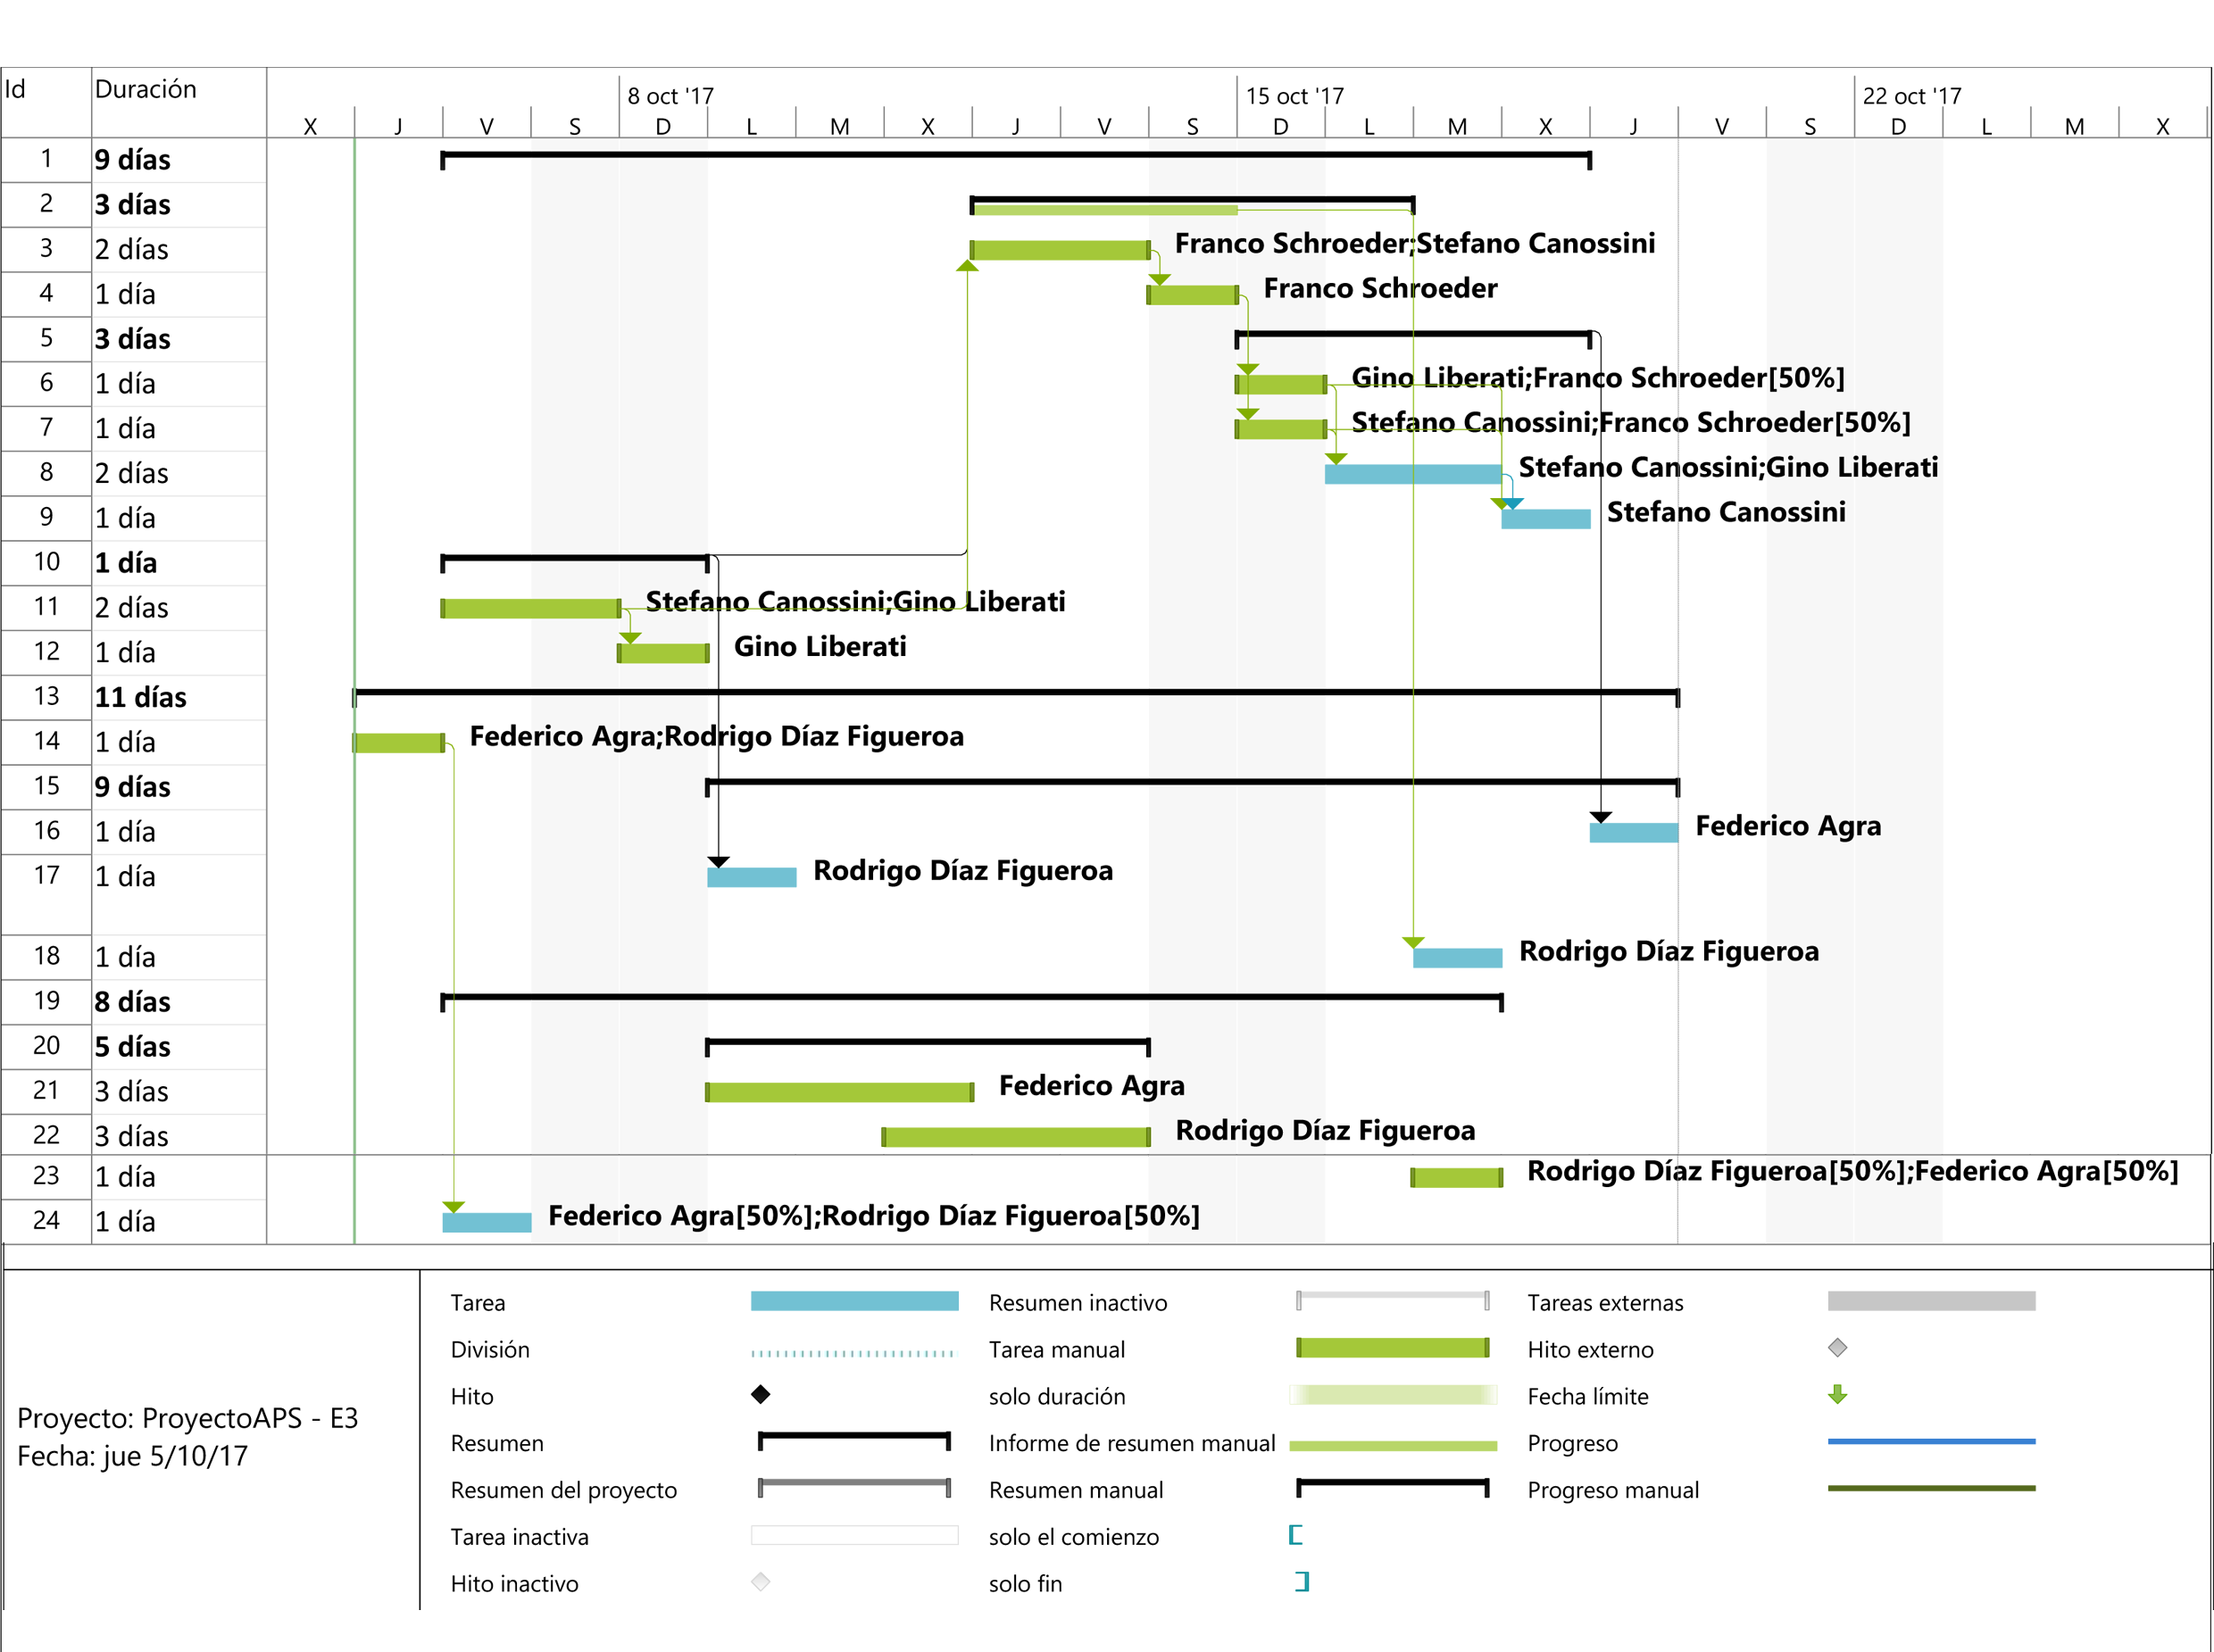 Id Duración
8 oct '17 15 oct '17 22 oct '17
X J V S D L M X J V S D L M X J V S D L M X
1 9 días
2 3 días
3 2 días Franco Schroeder;Stefano Canossini
4 1 día Franco Schroeder
5 3 días
6 1 día Gino Liberati;Franco Schroeder[50%]
7 1 día Stefano Canossini;Franco Schroeder[50%]
8 2 días Stefano Canossini;Gino Liberati
9 1 día Stefano Canossini
10 1 día
11 2 días Stefano Canossini;Gino Liberati
12 1 día Gino Liberati
13 11 días
14 1 día Federico Agra;Rodrigo Díaz Figueroa
15 9 días
16 1 día Federico Agra
17 1 día Rodrigo Díaz Figueroa
18 1 día Rodrigo Díaz Figueroa
19 8 días
20 5 días
21 3 días Federico Agra
22 3 días Rodrigo Díaz Figueroa
23 1 día Rodrigo Díaz Figueroa[50%];Federico Agra[50%]
24 1 día Federico Agra[50%];Rodrigo Díaz Figueroa[50%]
Proyecto: ProyectoAPS - E3
Fecha: jue 5/10/17
Tarea
División
Hito
Resumen
Resumen del proyecto
Tarea inactiva
Hito inactivo
Resumen inactivo
Tarea manual
solo duración
Informe de resumen manual
Resumen manual
solo el comienzo
solo fin
Tareas externas
Hito externo
Fecha límite
Progreso
Progreso manual